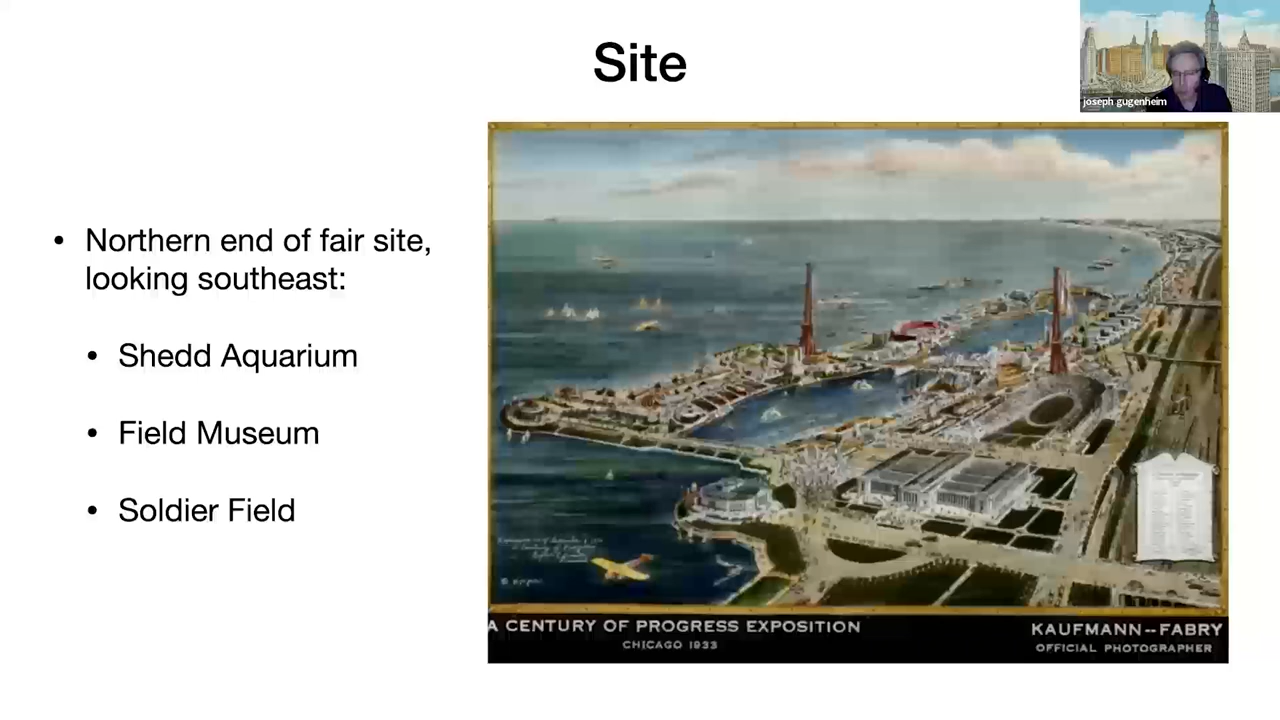 Site
joseph gugenheim
• Northern end of fair site,
looking southeast:
• Shedd Aquarium
• Field Museum
• Soldier Field
A CENTURY OF PROGRESS EXPOSITION
CHICAGO 1933
KAUFMANN--FABRY
OFFICIAL PHOTOGRAPHER